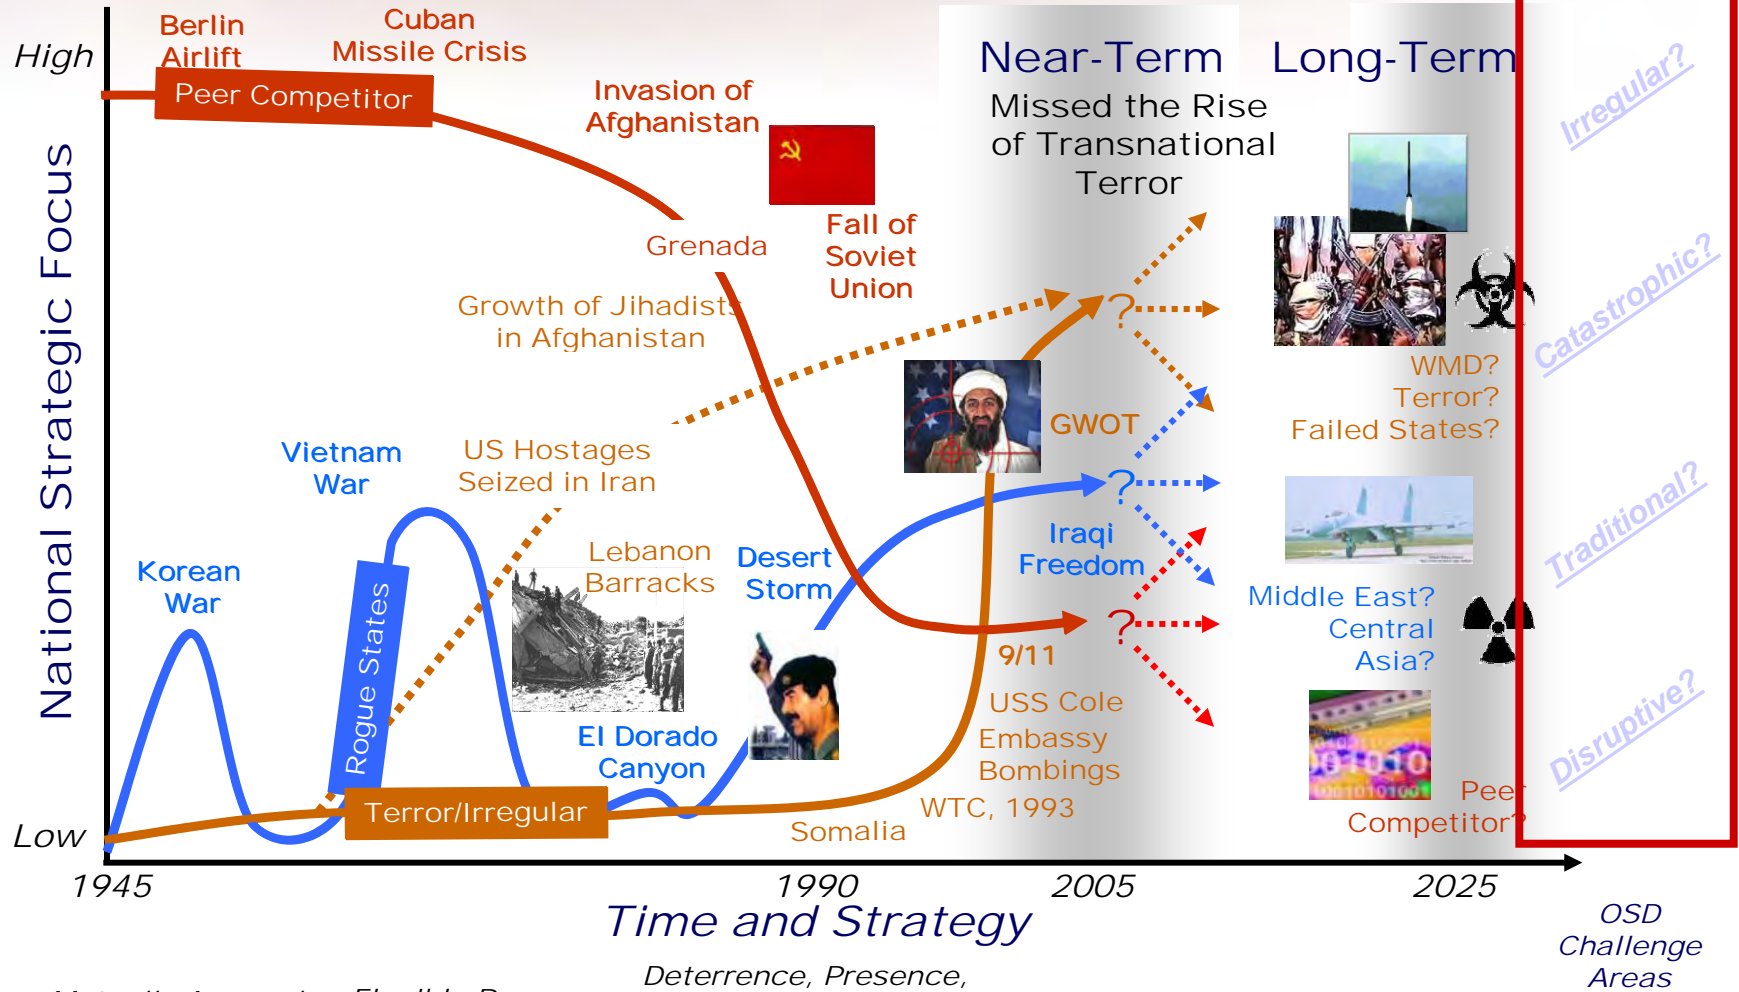 Berlin
Airlift
Cuban
Missile Crisis
High
Peer Competitor
Invasion of
Afghanistan
Near-Term
Long-Term
Missed the Rise
of Transnational
Terror
Irregular?
National Strategic Focus
Grenada
Fall of
Soviet
Union
Growth of Jihadists
in Afghanistan
?
Catastrophic?
WMD?
Terror?
Failed States?
Vietnam
War
US Hostages
Seized in Iran
GWOT
?
Traditional?
Korean
War
Lebanon
Barracks
Desert
Storm
Iraqi
Freedom
Middle East?
Central
Asia?
?
Rogue States
9/11
USS Cole
Embassy
Bombings
WTC, 1993
El Dorado
Canyon
Disruptive?
Terror/Irregular
Somalia
Peer
Competitor?
Low
1945
1990
2005
2025
Time and Strategy
OSD
Challenge
Areas
Deterrence, Presence,